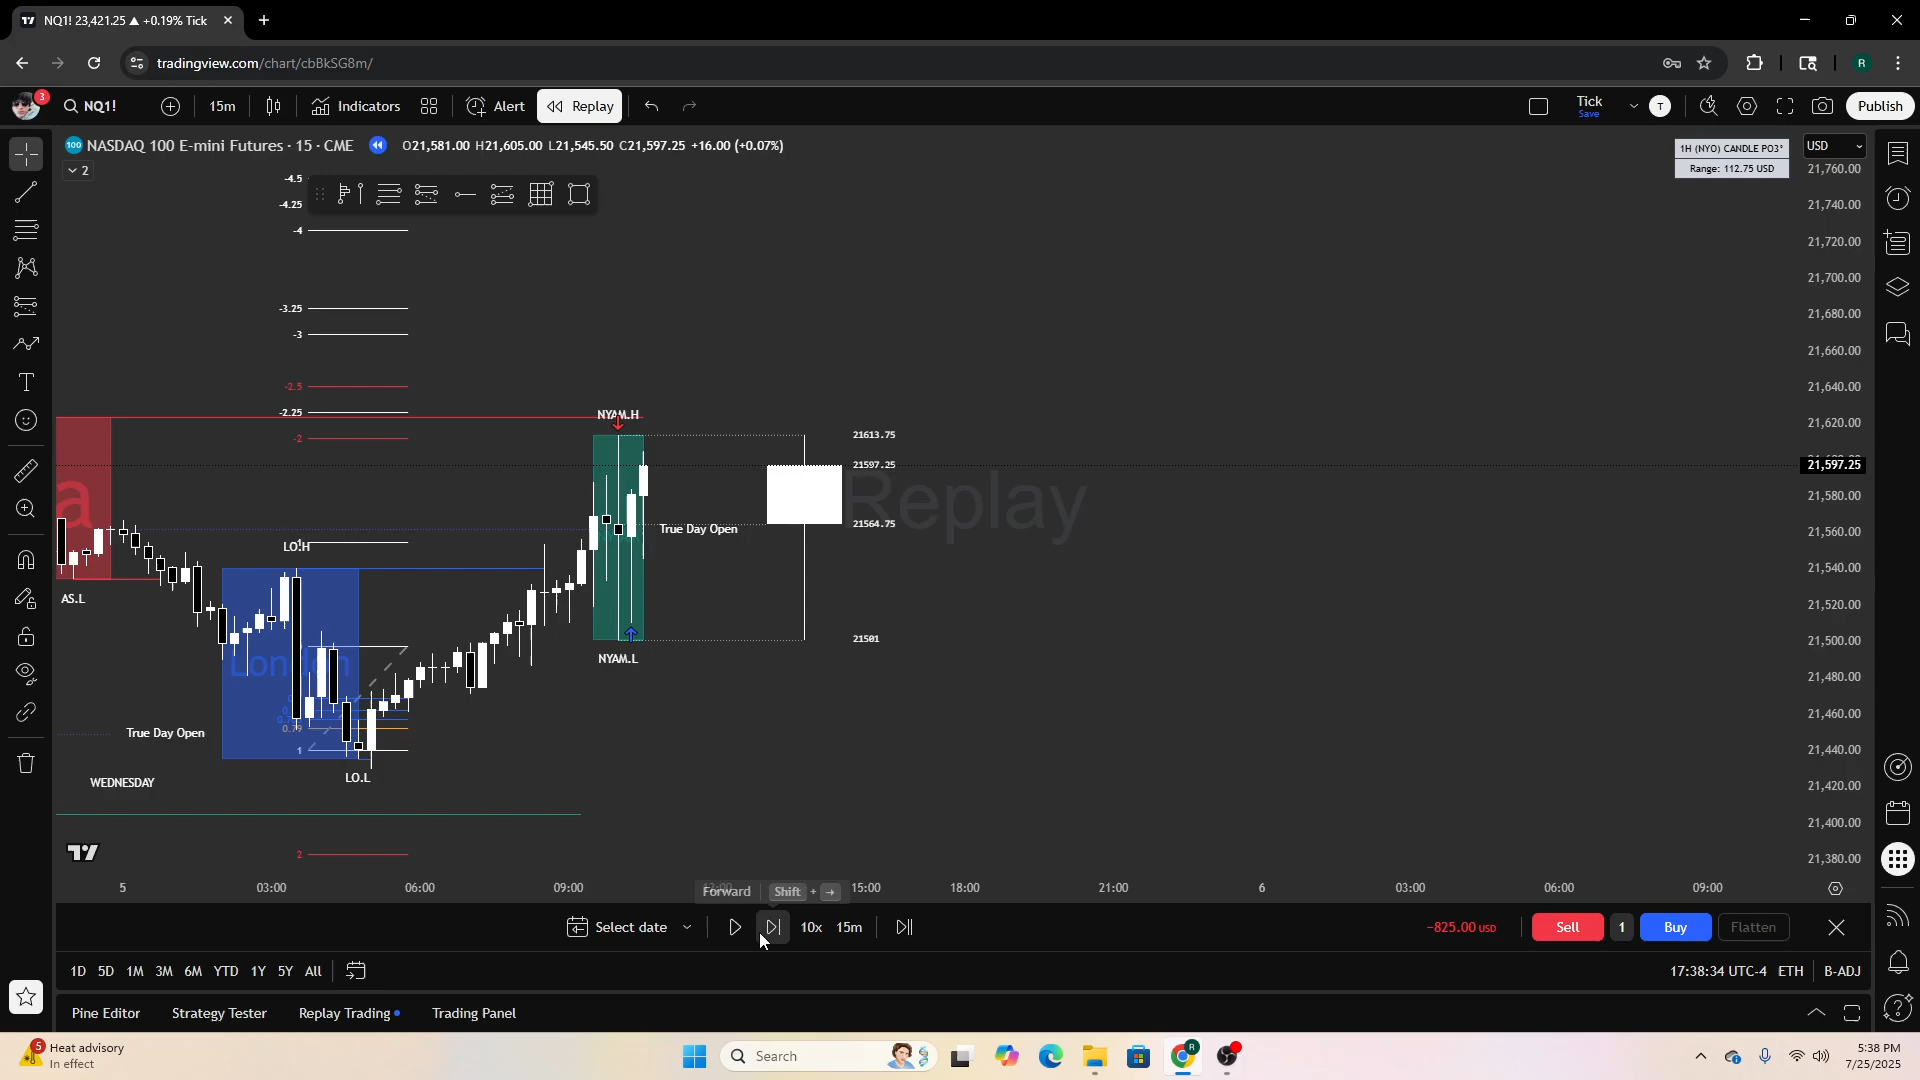 NQ1! 23,421.25 ▲ +0.19% Tick
tradingview.com/chart/cbBkSG8m/
R
3
NQ1!
15m
Indicators
Alert
Replay
Tick
Save
T
Publish
100
NASDAQ 100 E-mini Futures · 15 · CME
O21,581.00 H21,605.00 L21,545.50 C21,597.25 +16.00 (+0.07%)
2
1H (NYO) CANDLE PO3°
Range: 112.75 USD
USD
21,760.00
21,740.00
21,720.00
21,700.00
21,680.00
21,660.00
21,640.00
21,620.00
21,597.25
21,580.00
21,560.00
21,540.00
21,520.00
21,500.00
21,480.00
21,460.00
21,440.00
21,420.00
21,400.00
21,380.00
-4.5
-4.25
-4
-3.25
-3
-2.5
-2.25
-2
NYAM.H
21613.75
21597.25
Replay
a
21564.75
True Day Open
LO.H
AS.L
21501
NYAM.L
London
0.79
1
True Day Open
LO.L
WEDNESDAY
2
5
03:00
06:00
09:00
15:00
18:00
21:00
6
03:00
06:00
09:00
Forward
Shift + →
Select date
10x
15m
-825.00 USD
Sell
1
Buy
Flatten
1D
5D
1M
3M
6M
YTD
1Y
5Y
All
17:38:34 UTC-4
ETH
B-ADJ
Pine Editor
Strategy Tester
Replay Trading
Trading Panel
5
Heat advisory
In effect
Search
R
5:38 PM
7/25/2025